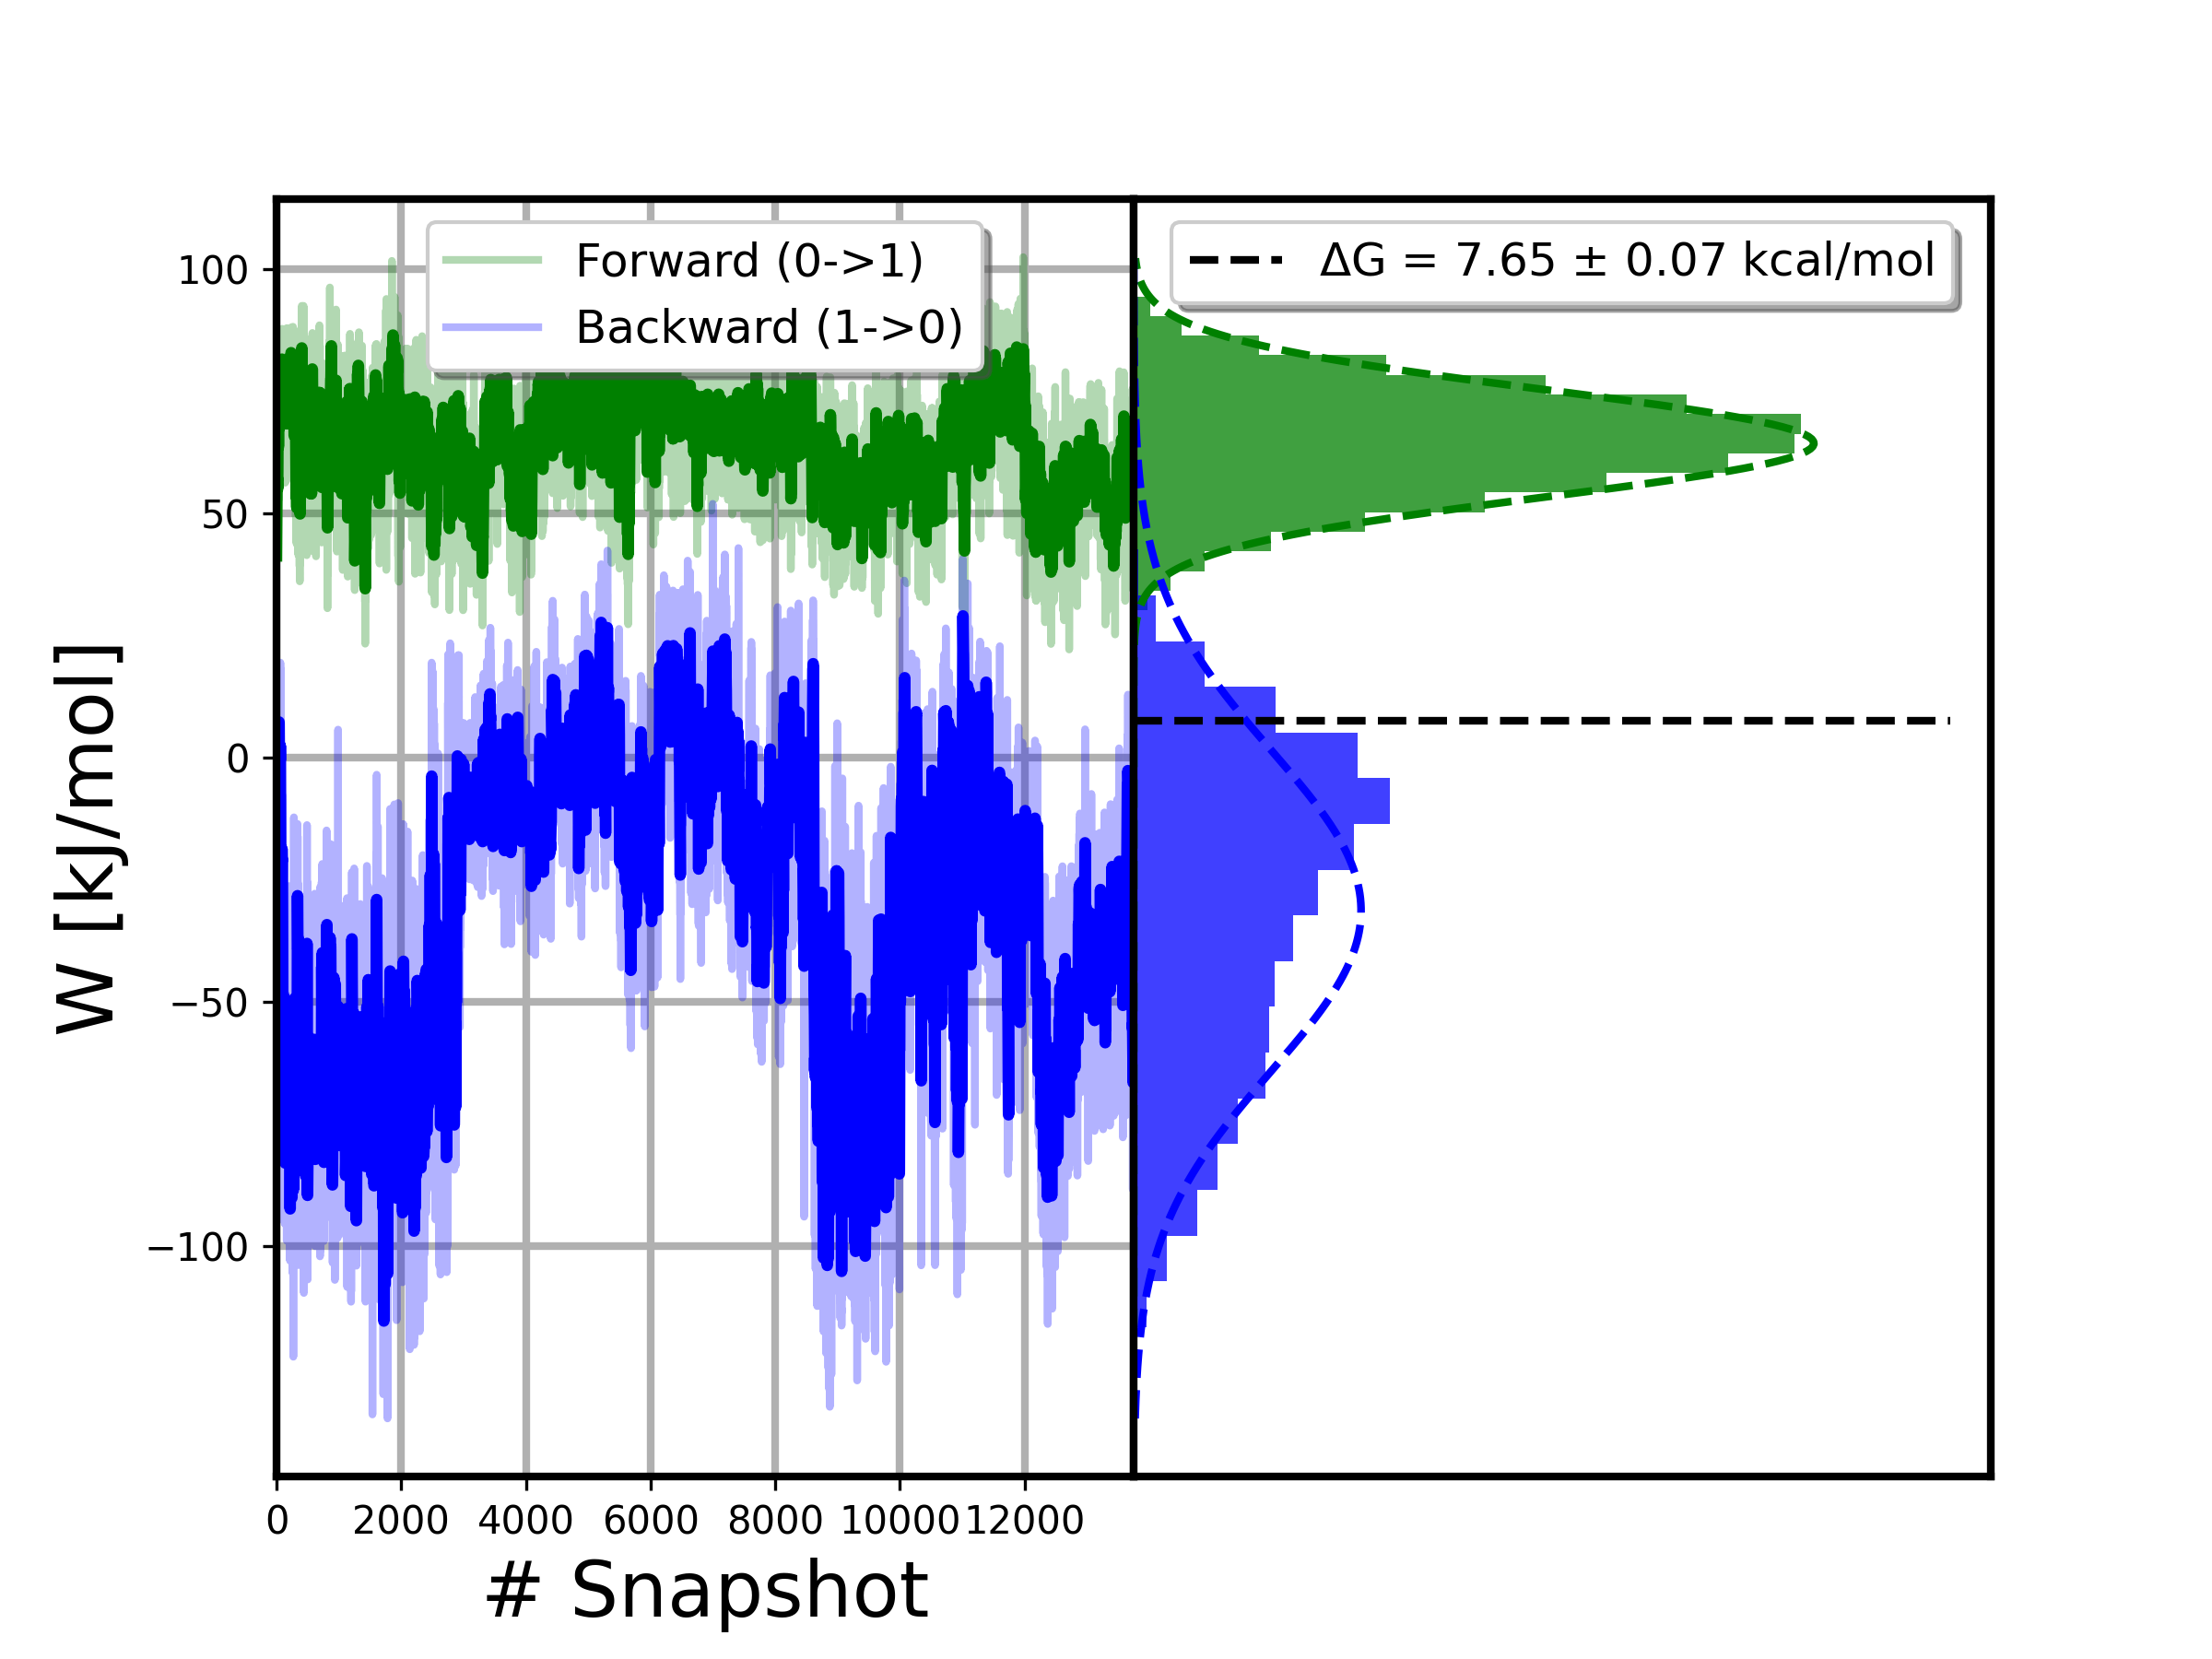 Forward (0->1)
Backward (1->0)
ΔG = 7.65 ± 0.07 kcal/mol
W [kJ/mol]
100
50
0
−50
−100
0 2000 4000 6000 8000 10000 12000
# Snapshot